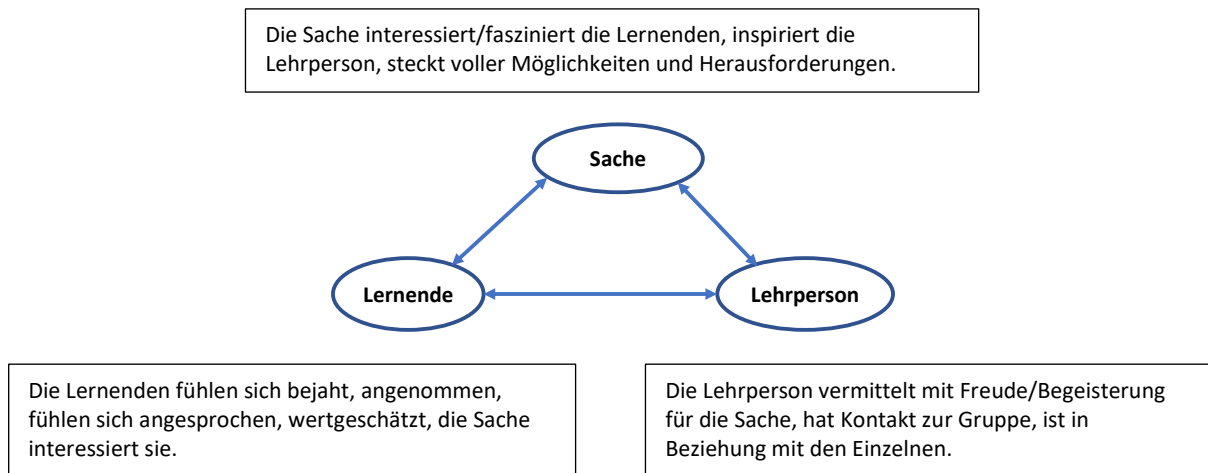 Die Sache interessiert/fasziniert die Lernenden, inspiriert die
Lehrperson, steckt voller Möglichkeiten und Herausforderungen.
Sache
Lernende
Lehrperson
Die Lernenden fühlen sich bejaht, angenommen,
fühlen sich angesprochen, wertgeschätzt, die Sache
interessiert sie.
Die Lehrperson vermittelt mit Freude/Begeisterung
für die Sache, hat Kontakt zur Gruppe, ist in
Beziehung mit den Einzelnen.